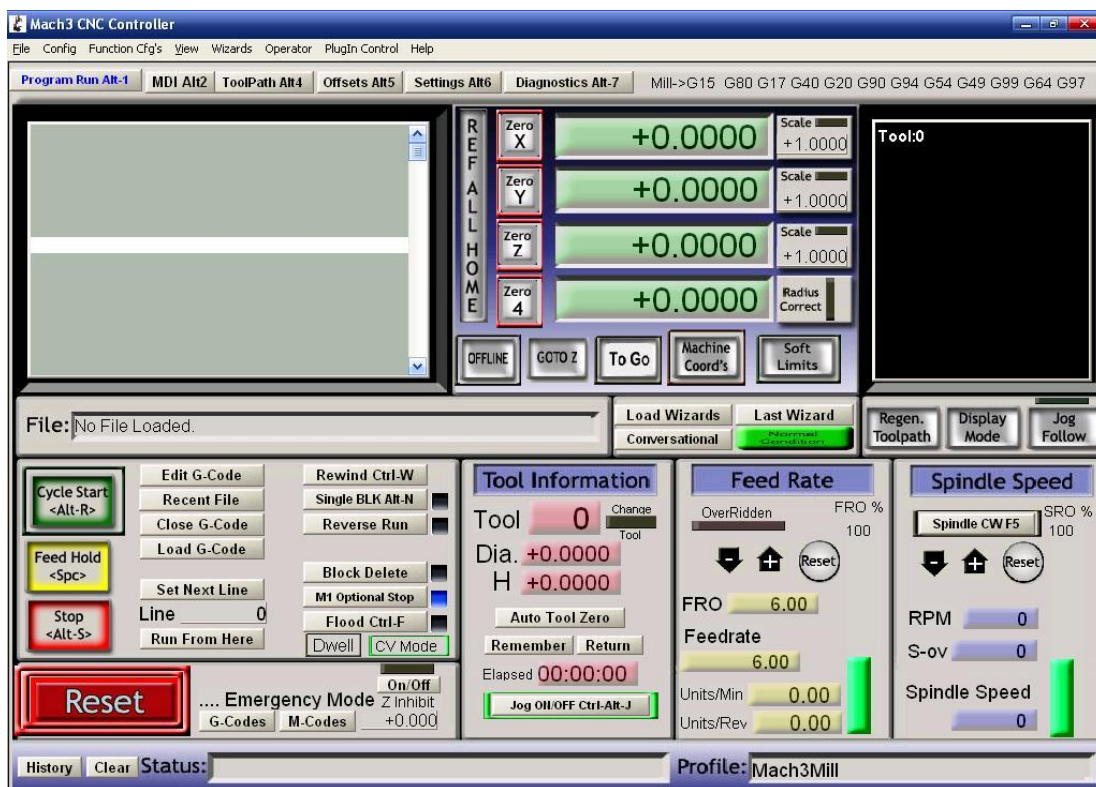 Mach3 CNC Controller
File Config Function Cfg's View Wizards Operator PlugIn Control Help
Program Run Alt-1 MDI Alt2 ToolPath Alt4 Offsets Alt5 Settings Alt6 Diagnostics Alt-7 Mill->G15 G80 G17 G40 G20 G90 G94 G54 G49 G99 G64 G97
REF ALL HOME
Zero X +0.0000 Scale +1.0000
Zero Y +0.0000 Scale +1.0000
Zero Z +0.0000 Scale +1.0000
Zero 4 +0.0000 Radius Correct
OFFLINE GOTO Z To Go Machine Coord's Soft Limits
Tool:0
File: No File Loaded.
Load Wizards Last Wizard
Conversational Normal Condition
Regen. Toolpath Display Mode Jog Follow
Cycle Start <Alt-R>
Feed Hold <Spc>
Stop <Alt-S>
Edit G-Code
Recent File
Close G-Code
Load G-Code
Set Next Line
Line 0
Run From Here
Rewind Ctrl-W
Single BLK Alt-N
Reverse Run
Block Delete
M1 Optional Stop
Flood Ctrl-F
Dwell CV Mode
Reset
.... Emergency Mode
G-Codes M-Codes
On/Off
Z Inhibit
+0.000
Tool Information
Tool 0 Change Tool
Dia. +0.0000
H +0.0000
Auto Tool Zero
Remember Return
Elapsed 00:00:00
Jog ON/OFF Ctrl-Alt-J
Feed Rate
OverRidden FRO %
100
Reset
FRO 6.00
Feedrate
6.00
Units/Min 0.00
Units/Rev 0.00
Spindle Speed
Spindle CW F5 SRO %
100
Reset
RPM 0
S-ov 0
Spindle Speed
0
History Clear Status:
Profile: Mach3Mill